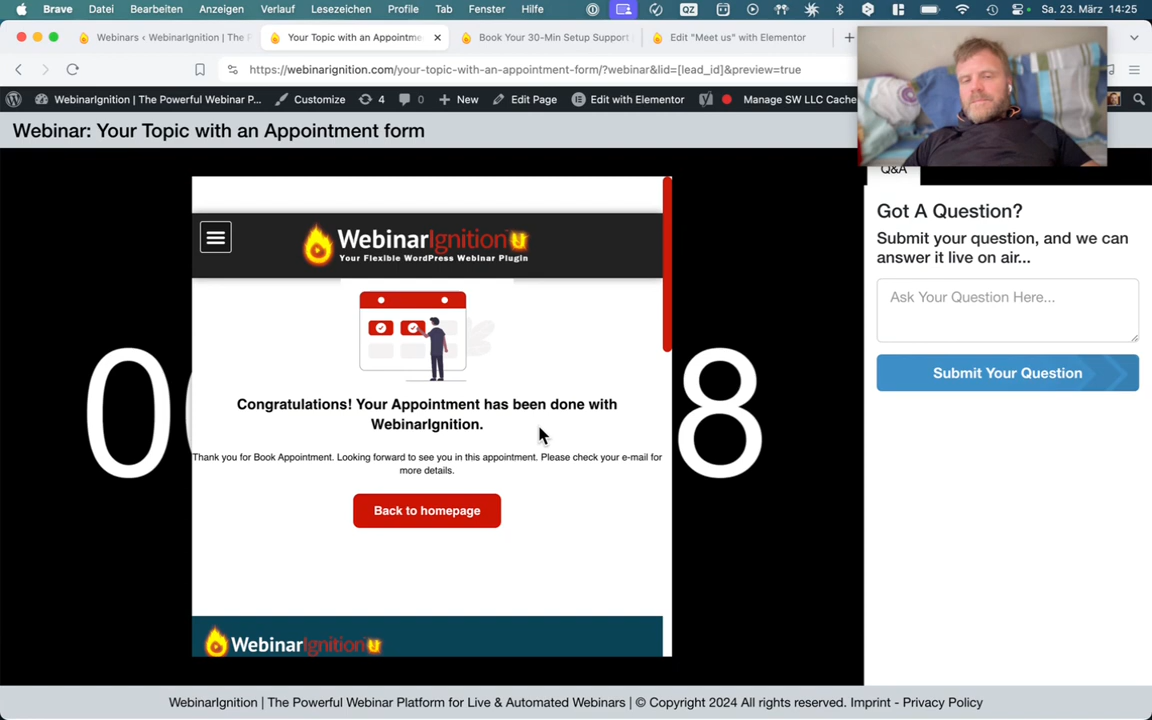 Brave Datei Bearbeiten Anzeigen Verlauf Lesezeichen Profile Tab Fenster Hilfe QZ Sa. 23. März 14:25
Webinars ‹ WebinarIgnition | The P Your Topic with an Appointme Book Your 30-Min Setup Support Edit "Meet us" with Elementor
https://webinarignition.com/your-topic-with-an-appointment-form/?webinar&lid=[lead_id]&preview=true
WebinarIgnition | The Powerful Webinar P... Customize 4 0 New Edit Page Edit with Elementor Manage SW LLC Cache
Webinar: Your Topic with an Appointment form
Q&A
Got A Question?
Submit your question, and we can
answer it live on air...
Ask Your Question Here...
Submit Your Question
WebinarIgnition
Your Flexible WordPress Webinar Plugin
0
8
Congratulations! Your Appointment has been done with
WebinarIgnition.
Thank you for Book Appointment. Looking forward to see you in this appointment. Please check your e-mail for
more details.
Back to homepage
WebinarIgnition
WebinarIgnition | The Powerful Webinar Platform for Live & Automated Webinars | © Copyright 2024 All rights reserved. Imprint - Privacy Policy